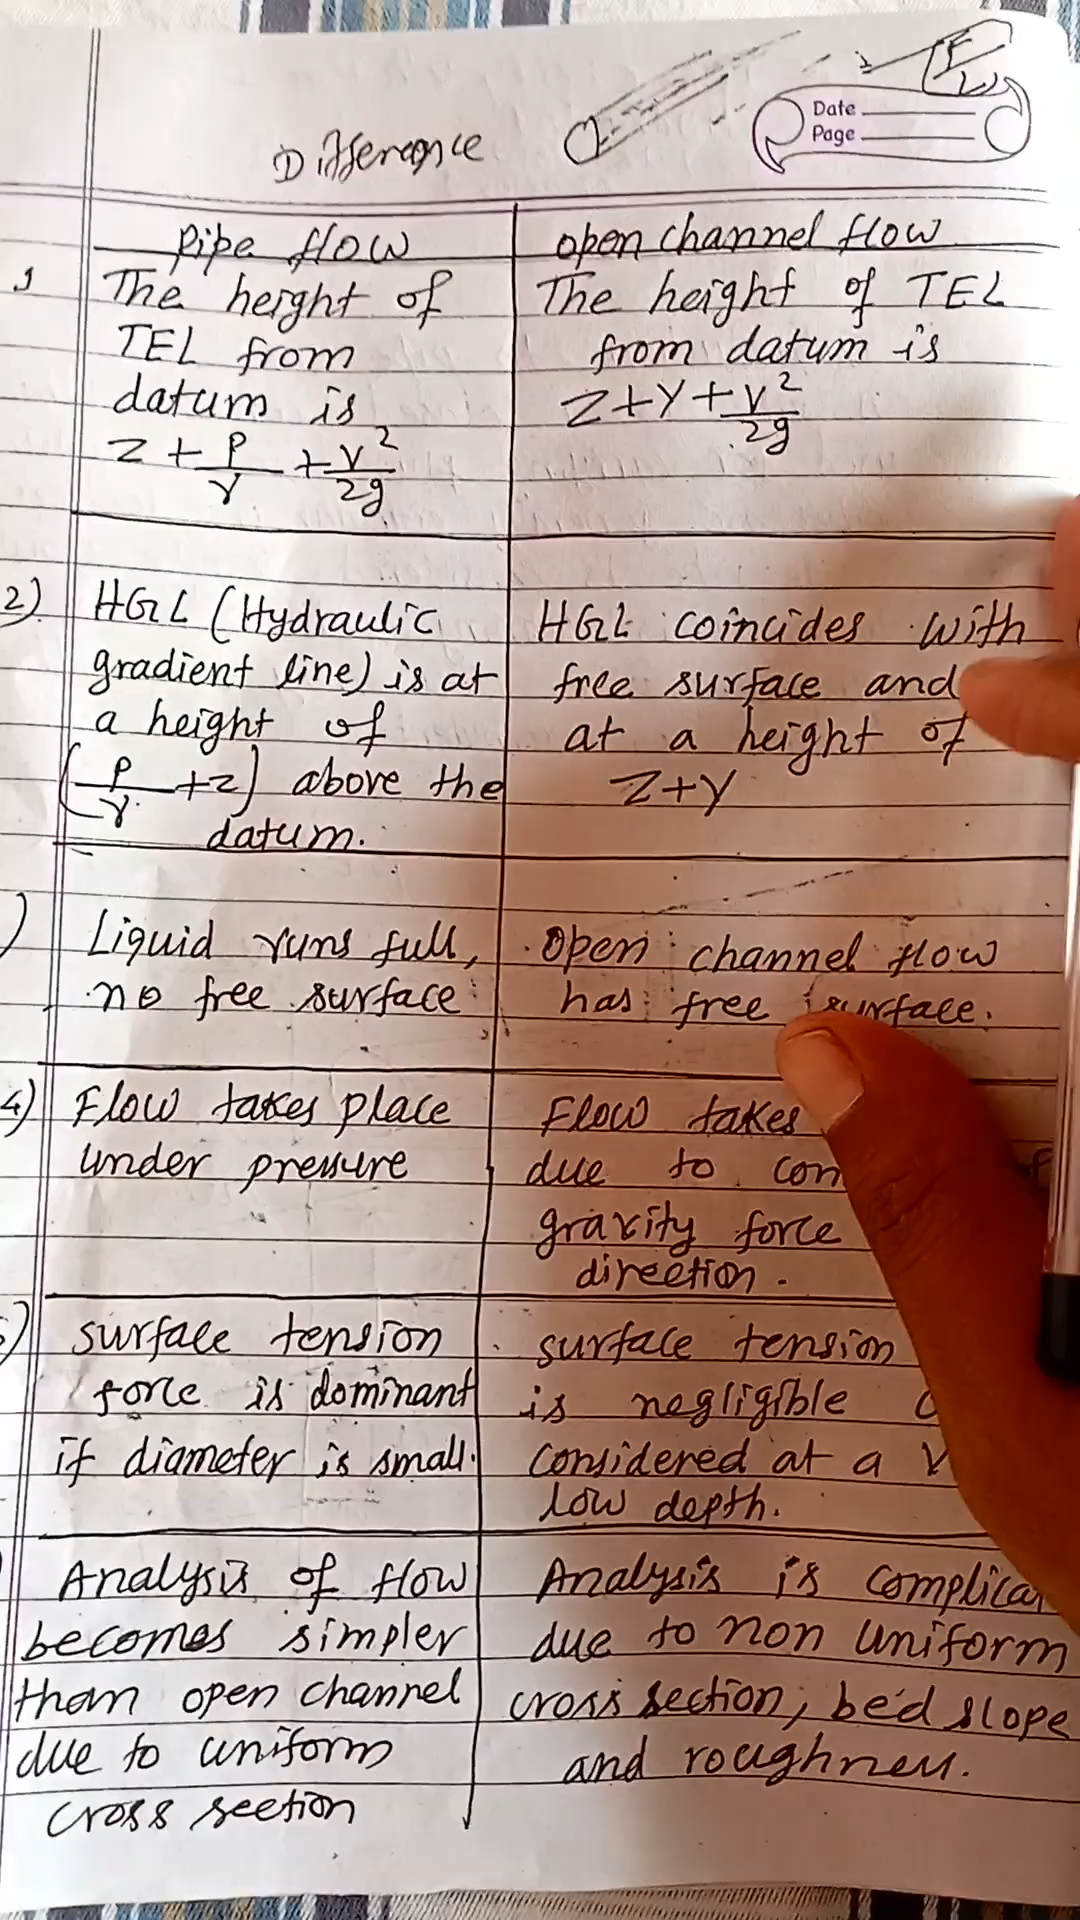 Date
Page
Difference
Pipe flow
1
The height of
TEL from
datum is
Z + P/γ + V²/2g
open channel flow
The height of TEL
from datum is
Z + Y + V²/2g
2)
HGL (Hydraulic
gradient line) is at
a height of
(P/γ + z) above the
datum.
HGL coincides with
free surface and
at a height of
Z+Y
)
Liquid runs full,
no free surface
open channel flow
has free surface.
4)
Flow takes place
under pressure
Flow takes
due to
gravity force
direction.
)
surface tension
force is dominant
if diameter is small.
surface tension
is negligible
considered at a
low depth.
Analysis of flow
becomes simpler
than open channel
due to uniform
cross section
Analysis is
due to non uniform
cross section, bed slope
and roughness.